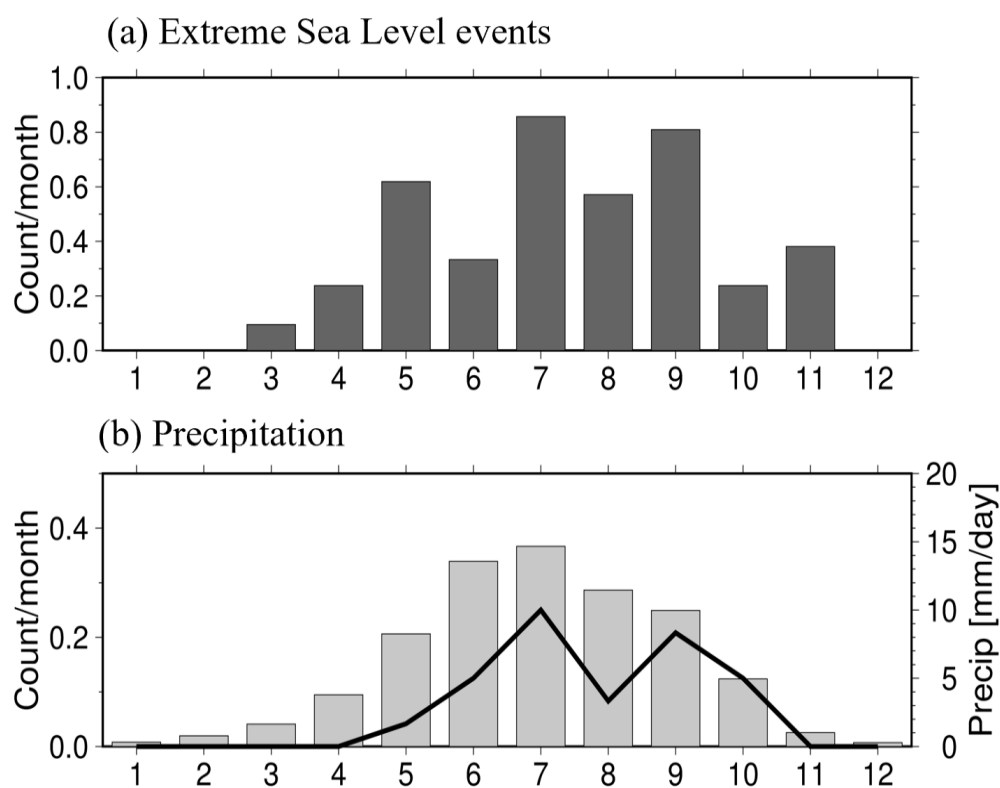 (a) Extreme Sea Level events
Count/month
1.0
0.8
0.6
0.4
0.2
0.0
1 2 3 4 5 6 7 8 9 10 11 12
(b) Precipitation
Count/month
0.4
0.2
0.0
20
15
10
5
0
Precip [mm/day]
1 2 3 4 5 6 7 8 9 10 11 12